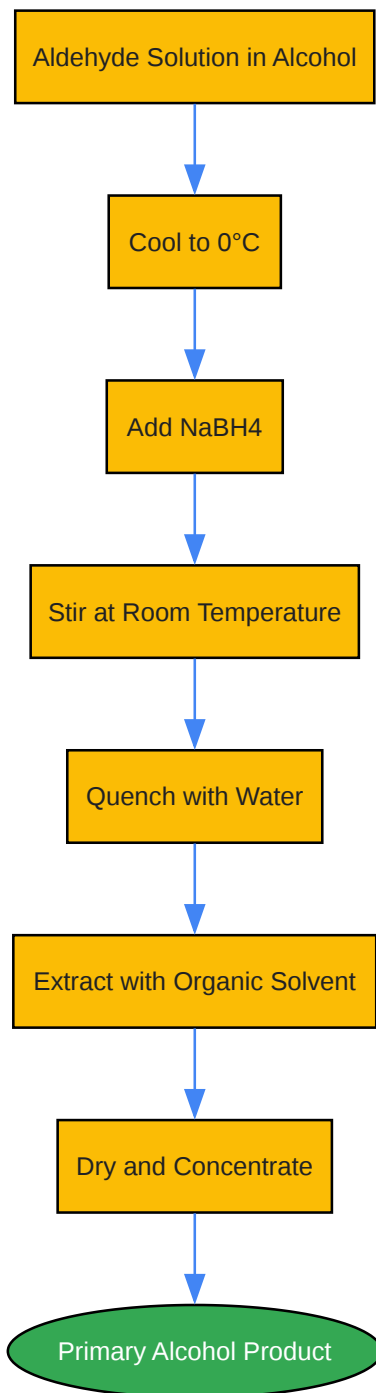 Aldehyde Solution in Alcohol
Cool to 0°C
Add NaBH4
Stir at Room Temperature
Quench with Water
Extract with Organic Solvent
Dry and Concentrate
Primary Alcohol Product